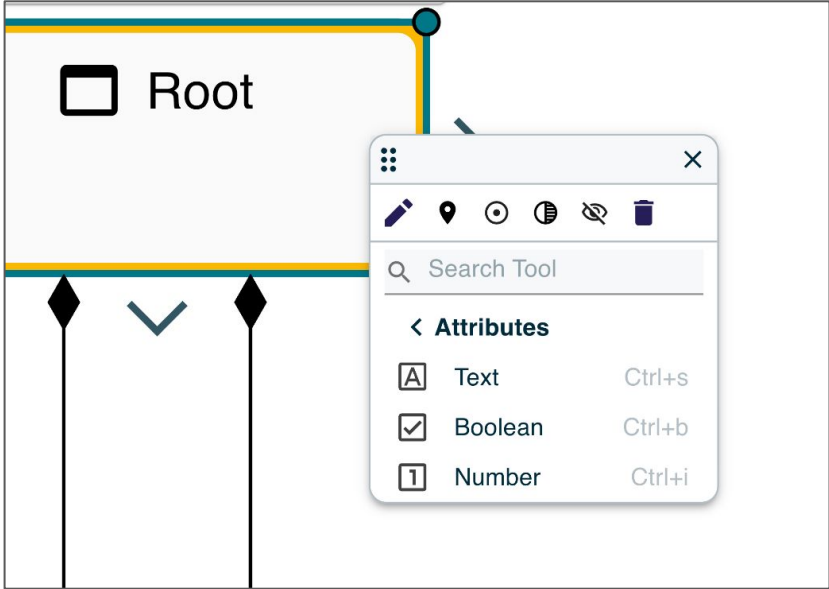 Root
Search Tool
Attributes
Text Ctrl+s
Boolean Ctrl+b
Number Ctrl+i